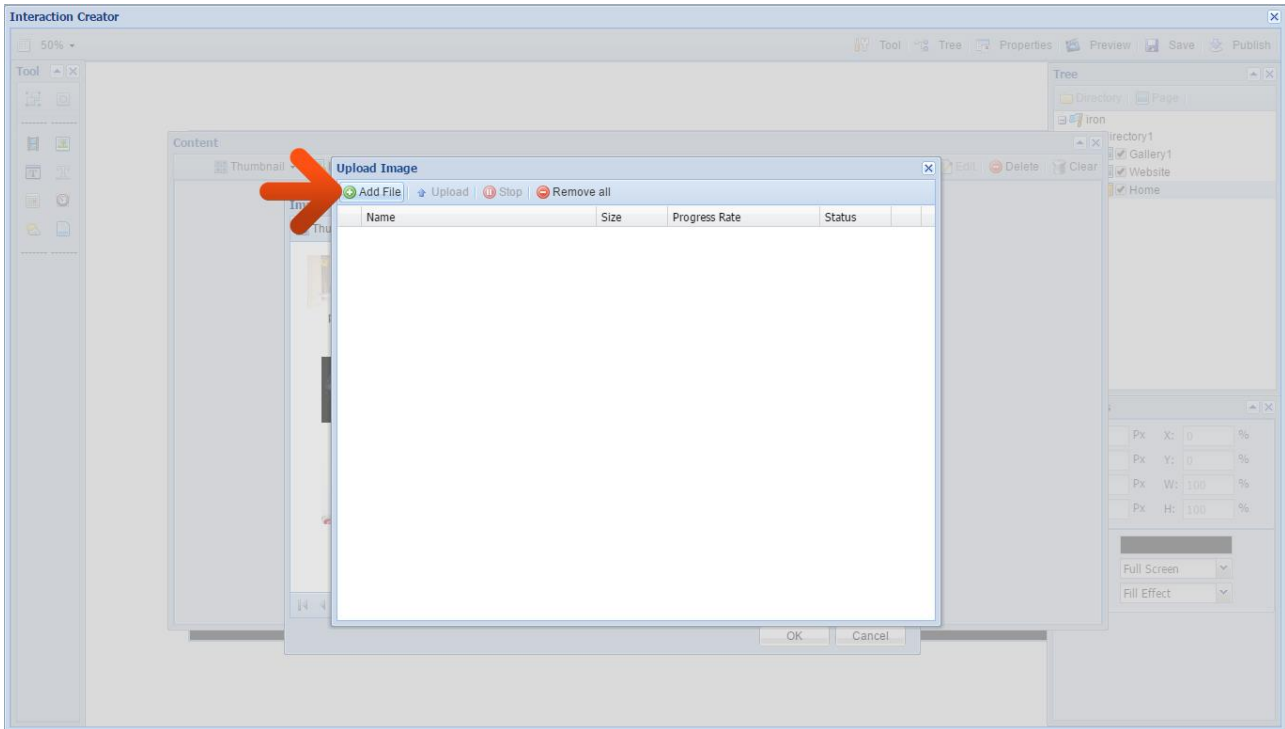 Interaction Creator
50% Tool Tree Properties Preview Save Publish
Tool
Tree
Directory Page
iron
Content
Thumbnail
Edit Delete Clear
irectory1
Gallery1
Website
Home
Upload Image
Add File Upload Stop Remove all
Name Size Progress Rate Status
Im
Thu
Px X: 0 %
Px Y: 0 %
Px W: 100 %
Px H: 100 %
Full Screen
Fill Effect
OK Cancel